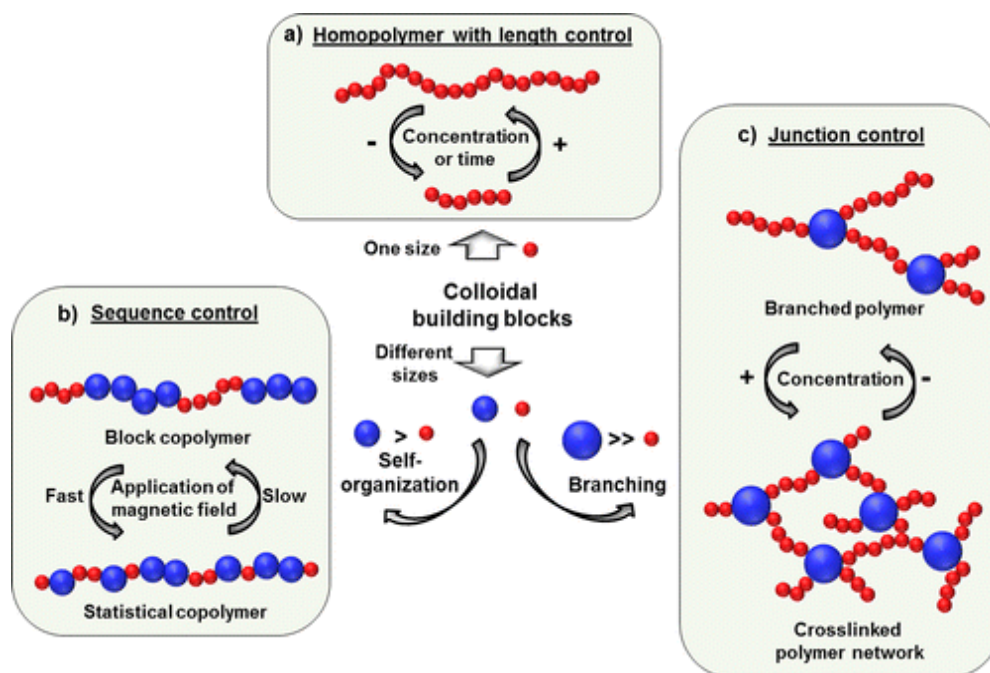 a) Homopolymer with length control
- Concentration +
or time
One size
Colloidal
building blocks
Different
sizes
>
Self-
organization
>>
Branching
b) Sequence control
Block copolymer
Fast Application of Slow
magnetic field
Statistical copolymer
c) Junction control
Branched polymer
+ Concentration -
Crosslinked
polymer network